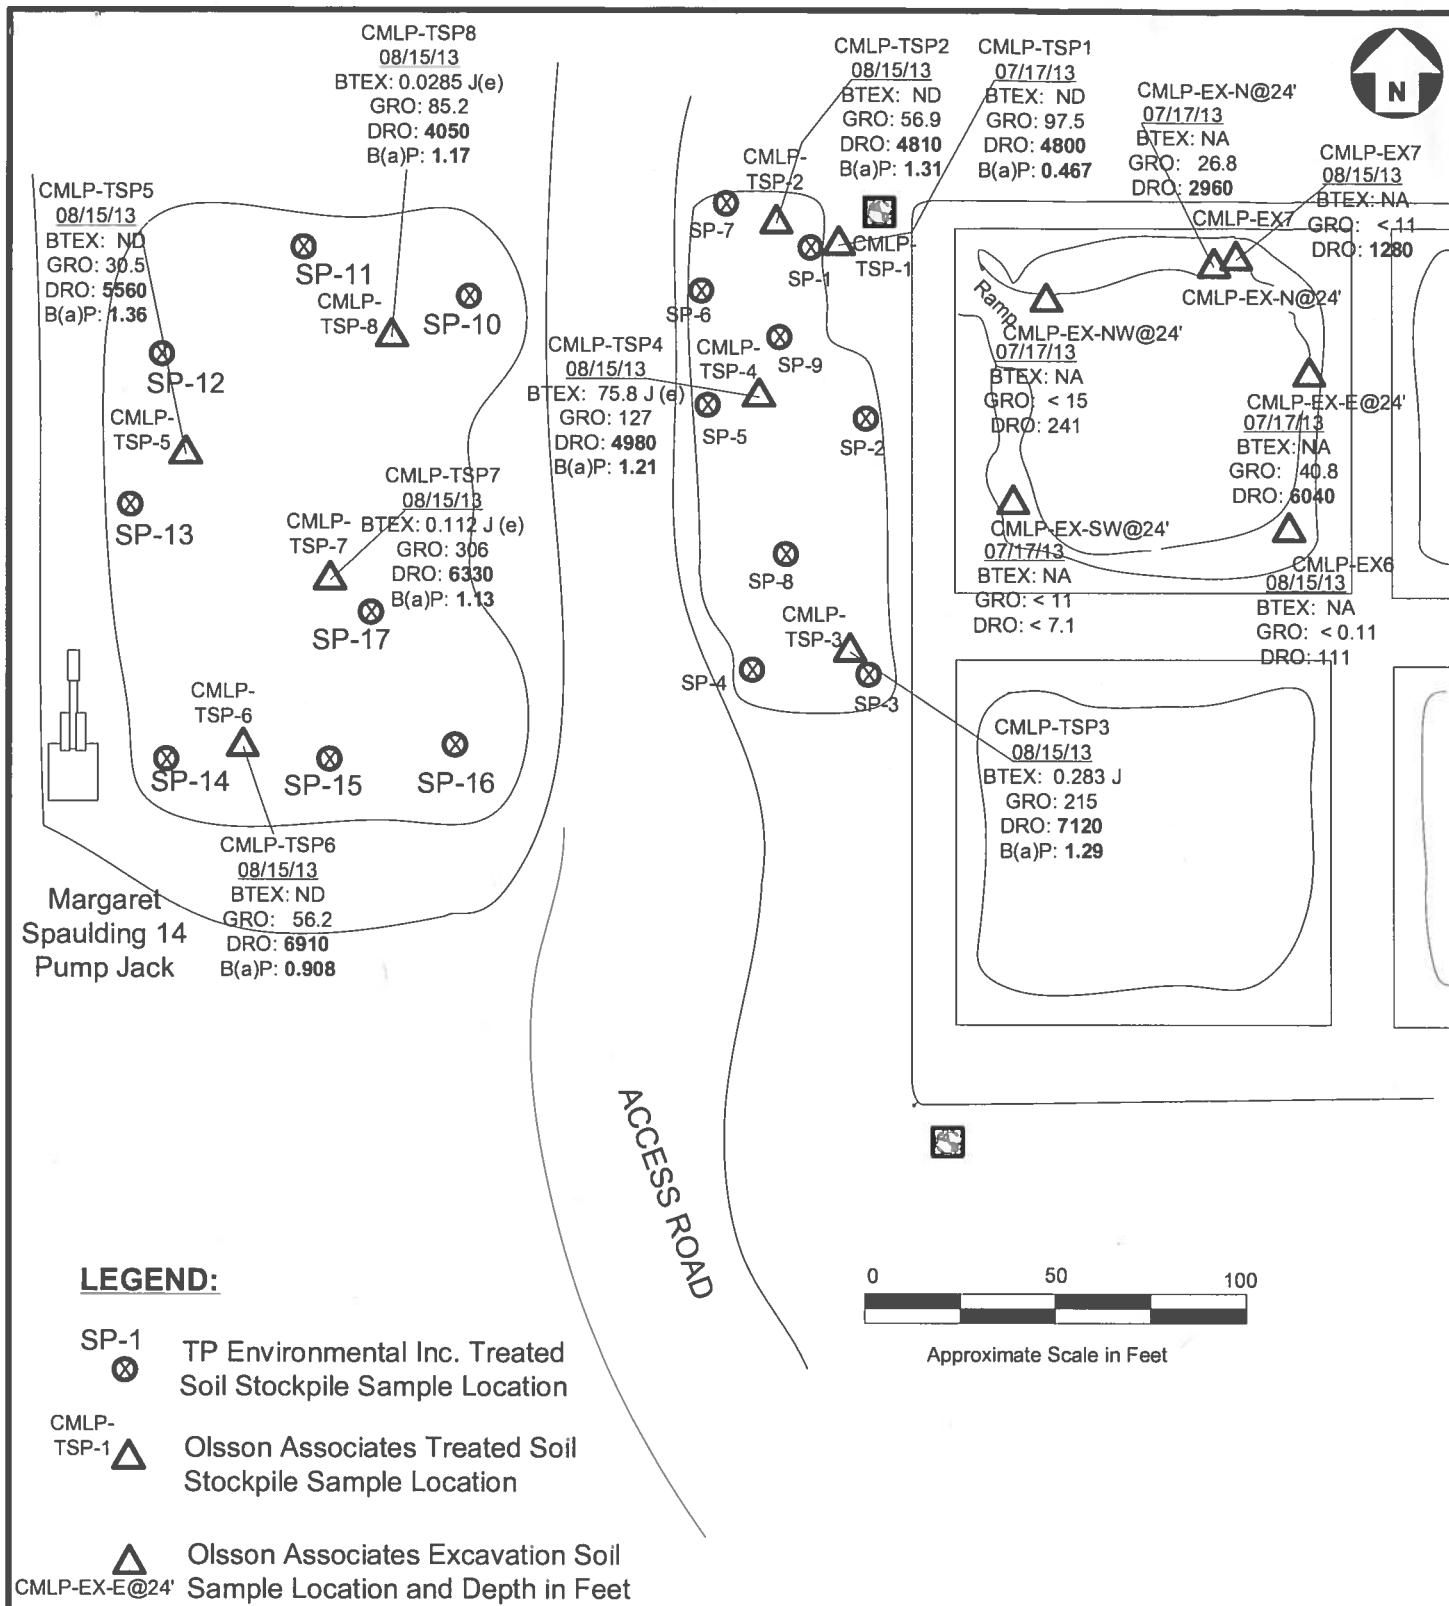 CMLP-TSP8
08/15/13
BTEX: 0.0285 J(e)
GRO: 85.2
DRO: 4050
B(a)P: 1.17
CMLP-TSP2
08/15/13
BTEX: ND
GRO: 56.9
DRO: 4810
B(a)P: 1.31
CMLP-TSP1
07/17/13
BTEX: ND
GRO: 97.5
DRO: 4800
B(a)P: 0.467
CMLP-EX-N@24'
07/17/13
BTEX: NA
GRO: 26.8
DRO: 2960
CMLP-EX7
08/15/13
BTEX: NA
GRO: < 11
DRO: 1280
N
CMLP-TSP5
08/15/13
BTEX: ND
GRO: 30.5
DRO: 5560
B(a)P: 1.36
SP-11
CMLP-
TSP-8
SP-10
SP-12
CMLP-
TSP-5
SP-13
CMLP-
TSP-7
CMLP-TSP7
08/15/13
BTEX: 0.112 J (e)
GRO: 306
DRO: 6330
B(a)P: 1.13
SP-17
CMLP-
TSP-6
SP-14
SP-15
SP-16
CMLP-TSP6
08/15/13
BTEX: ND
GRO: 56.2
DRO: 6910
B(a)P: 0.908
Margaret
Spaulding 14
Pump Jack
CMLP-
TSP-2
SP-7
SP-1
CMLP-
TSP-1
SP-6
SP-9
CMLP-TSP4
08/15/13
BTEX: 75.8 J (e)
GRO: 127
DRO: 4980
B(a)P: 1.21
CMLP-
TSP-4
SP-5
SP-2
SP-8
CMLP-
TSP-3
SP-4
SP-3
CMLP-EX7
CMLP-EX-N@24'
Ramp
CMLP-EX-NW@24'
07/17/13
BTEX: NA
GRO: < 15
DRO: 241
CMLP-EX-E@24'
07/17/13
BTEX: NA
GRO: 40.8
DRO: 6040
CMLP-EX-SW@24'
07/17/13
BTEX: NA
GRO: < 11
DRO: < 7.1
CMLP-EX6
08/15/13
BTEX: NA
GRO: < 0.11
DRO: 111
CMLP-TSP3
08/15/13
BTEX: 0.283 J
GRO: 215
DRO: 7120
B(a)P: 1.29
ACCESS ROAD
0 50 100
Approximate Scale in Feet
LEGEND:
SP-1
TP Environmental Inc. Treated
Soil Stockpile Sample Location
CMLP-
TSP-1
Olsson Associates Treated Soil
Stockpile Sample Location
Olsson Associates Excavation Soil
CMLP-EX-E@24' Sample Location and Depth in Feet